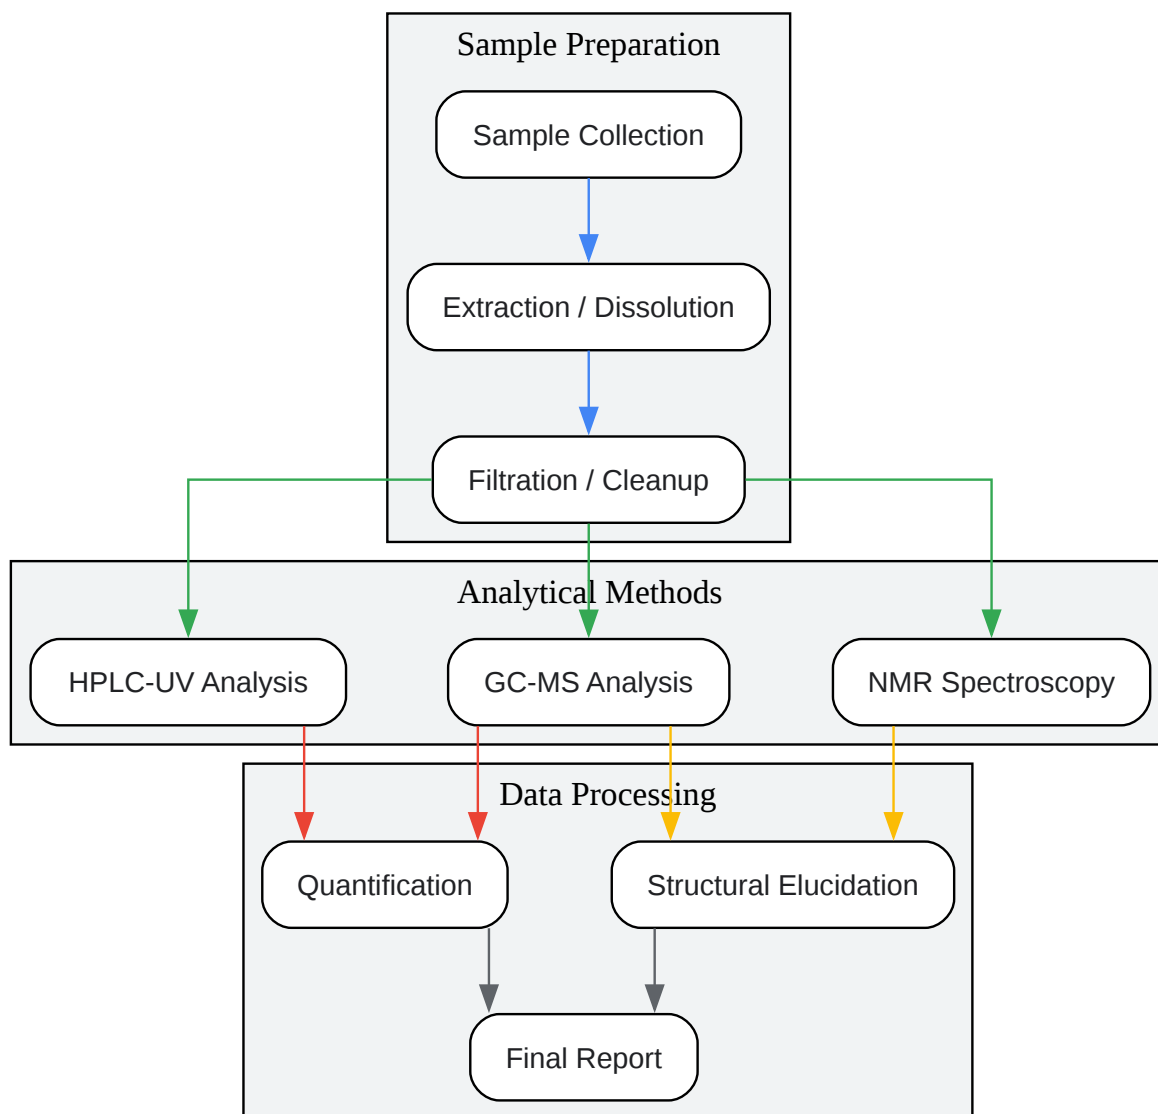 Sample Preparation
Sample Collection
Extraction / Dissolution
Filtration / Cleanup
Analytical Methods
HPLC-UV Analysis
GC-MS Analysis
NMR Spectroscopy
Data Processing
Quantification
Structural Elucidation
Final Report